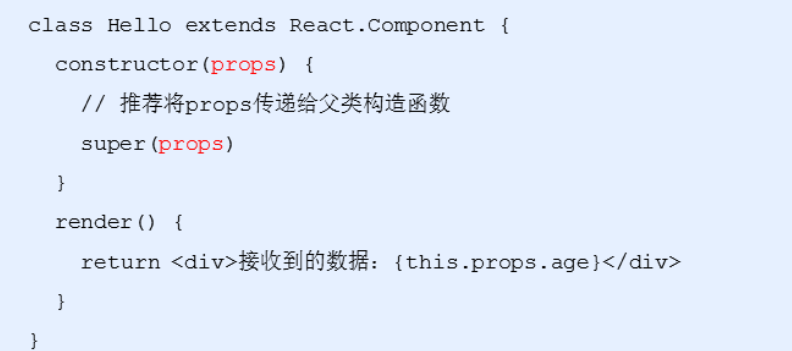 class Hello extends React.Component {
constructor(props) {
// 推荐将props传递给父类构造函数
super(props)
}
render() {
return <div>接收到的数据：{this.props.age}</div>
}
}